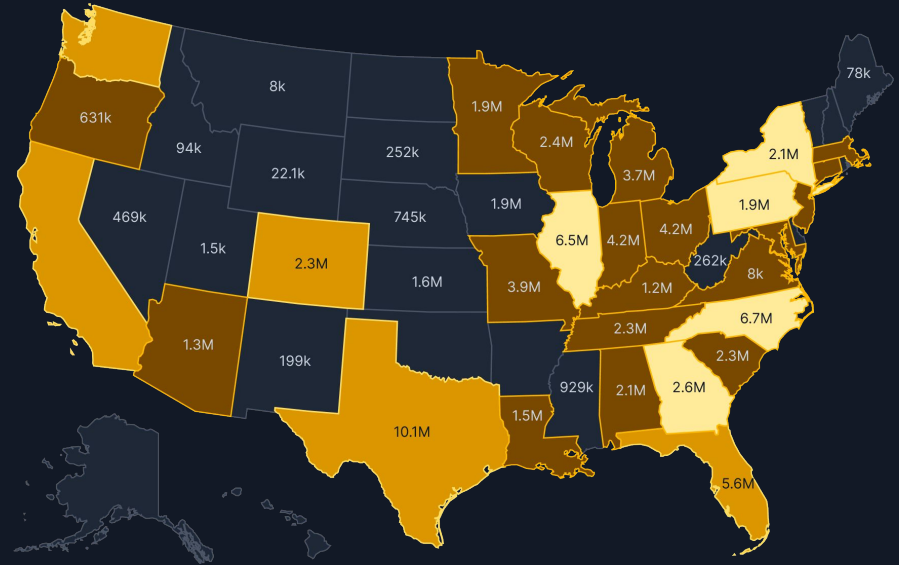 78k
8k
1.9M
631k
2.4M
94k
252k
2.1M
22.1k
3.7M
1.9M
1.9M
469k
745k
4.2M
6.5M
4.2M
1.5k
262k
2.3M
8k
1.6M
1.2M
3.9M
6.7M
2.3M
1.3M
2.3M
199k
929k
2.6M
2.1M
1.5M
10.1M
5.6M